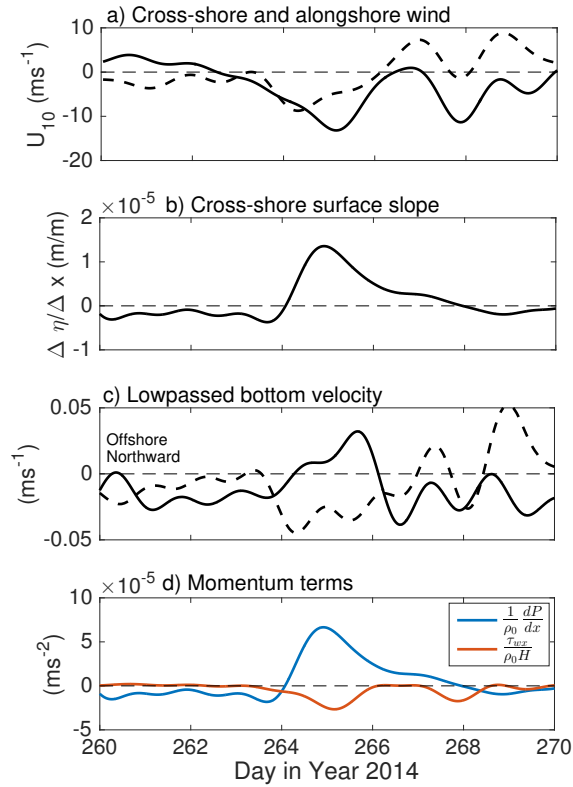 a) Cross-shore and alongshore wind
10
0
-10
-20
U10 (ms-1)
×10-5 b) Cross-shore surface slope
2
1
0
-1
Δ η/Δ x (m/m)
c) Lowpassed bottom velocity
0.05
0
-0.05
(ms-1)
Offshore
Northward
×10-5 d) Momentum terms
10
5
0
-5
(ms-2)
1/ρ0 dP/dx
τwx/ρ0H
260 262 264 266 268 270
Day in Year 2014